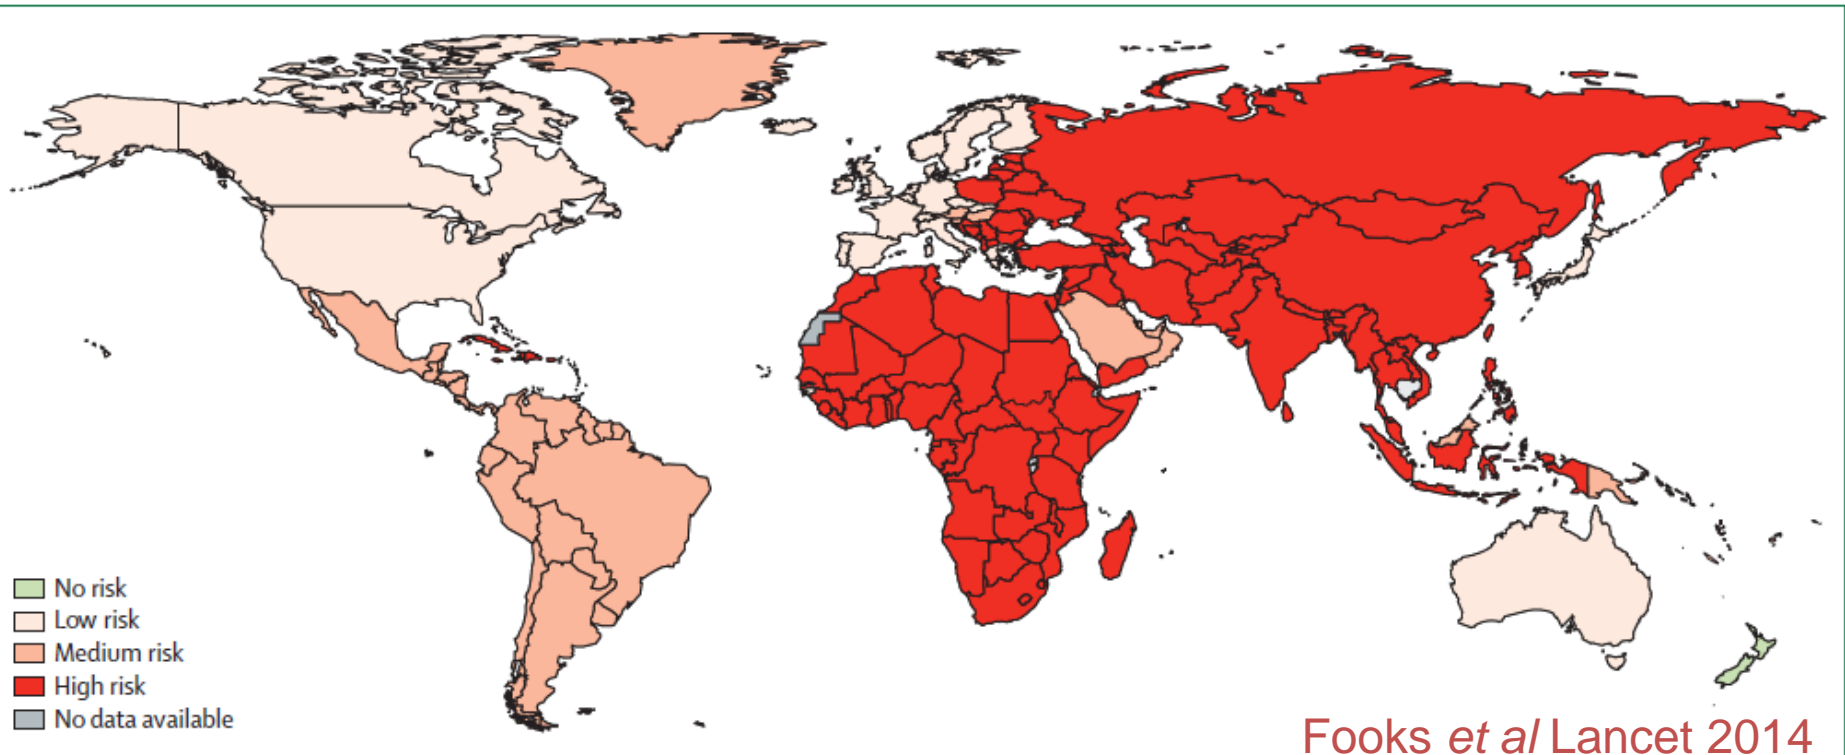 No risk
Low risk
Medium risk
High risk
No data available
Fooks et al Lancet 2014